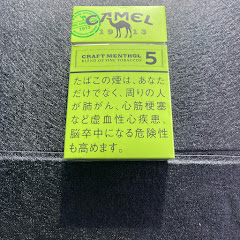 CAMEL
1913
CRAFT MENTHOL 5
BLEND OF FINE TOBACCO
たばこの煙は、あなた
だけでなく、周りの人
が肺がん、心筋梗塞
など虚血性心疾患、
脳卒中になる危険性
も高めます。